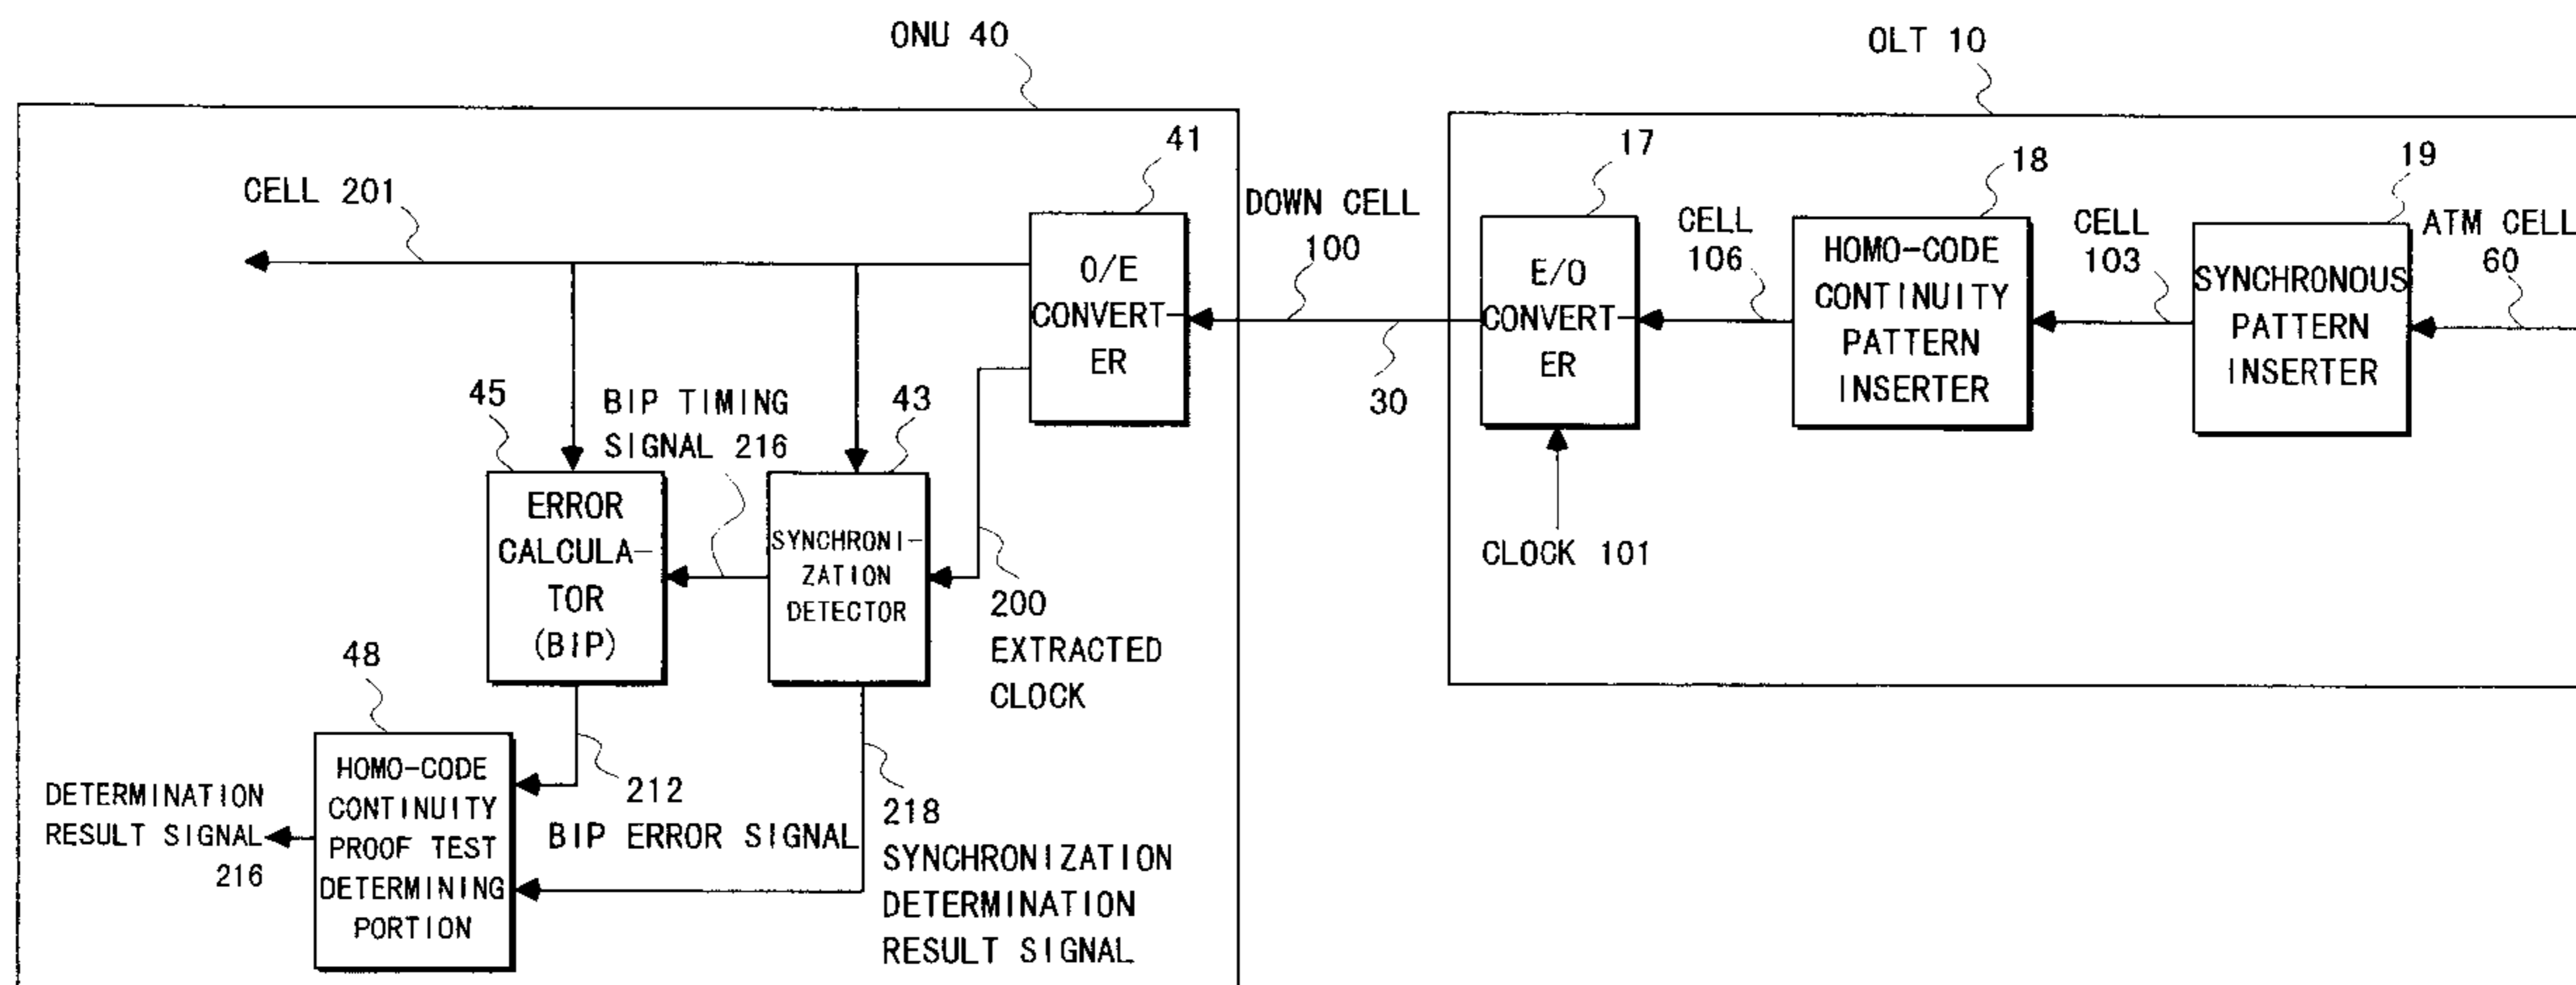 ONU 40
OLT 10
41
17
18
19
CELL 201
DOWN CELL
100
CELL
106
CELL
103
ATM CELL
60
O/E
CONVERT-
ER
E/O
CONVERT-
ER
HOMO-CODE
CONTINUITY
PATTERN
INSERTER
SYNCHRONOUS
PATTERN
INSERTER
30
CLOCK 101
45
BIP TIMING
SIGNAL 216
43
ERROR
CALCULA-
TOR
(BIP)
SYNCHRONI-
ZATION
DETECTOR
200
EXTRACTED
CLOCK
48
HOMO-CODE
CONTINUITY
PROOF TEST
DETERMINING
PORTION
DETERMINATION
RESULT SIGNAL
216
212
BIP ERROR SIGNAL
218
SYNCHRONIZATION
DETERMINATION
RESULT SIGNAL